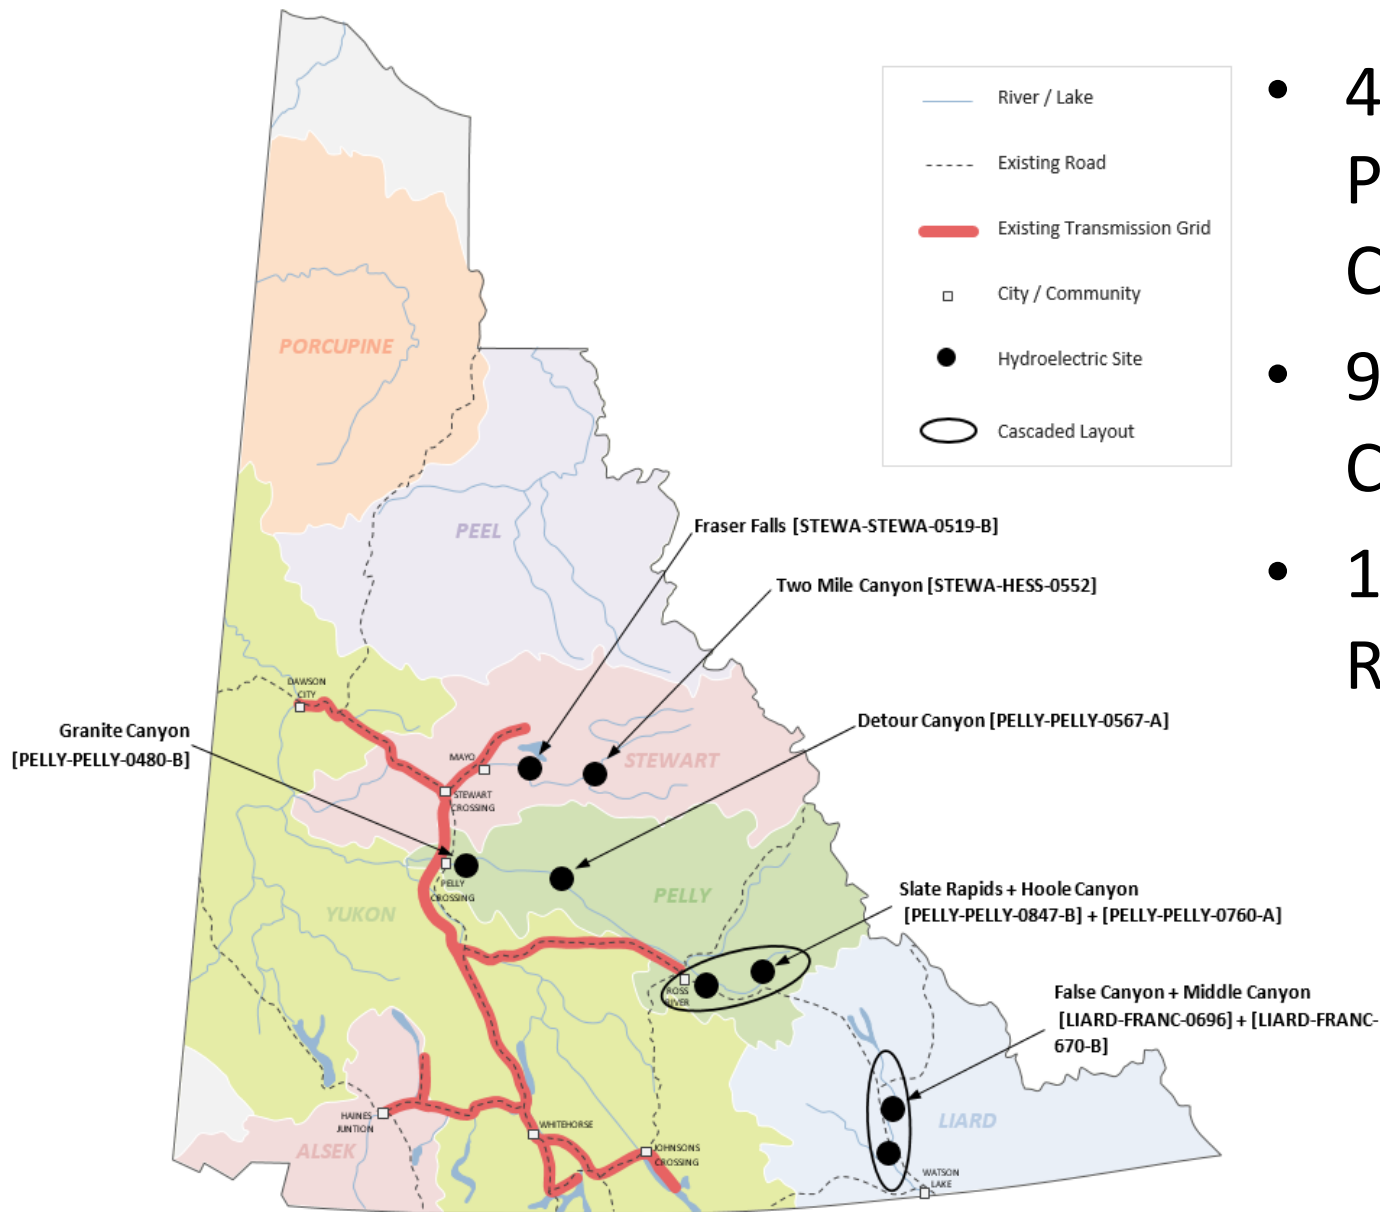 River / Lake
Existing Road
Existing Transmission Grid
City / Community
Hydroelectric Site
Cascaded Layout
• 4
P
C
• 9
C
• 1
R
PORCUPINE
PEEL
Fraser Falls [STEWA-STEWA-0519-B]
Two Mile Canyon [STEWA-HESS-0552]
DAWSON
CITY
Granite Canyon
[PELLY-PELLY-0480-B]
Detour Canyon [PELLY-PELLY-0567-A]
MAYO
STEWART
STEWART
CROSSING
PELLY
CROSSING
YUKON
PELLY
Slate Rapids + Hoole Canyon
[PELLY-PELLY-0847-B] + [PELLY-PELLY-0760-A]
ROSS
RIVER
False Canyon + Middle Canyon
[LIARD-FRANC-0696] + [LIARD-FRANC-
670-B]
HAINES
JUNTION
WHITEHORSE
LIARD
ALSEK
JOHNSONS
CROSSING
WATSON
LAKE